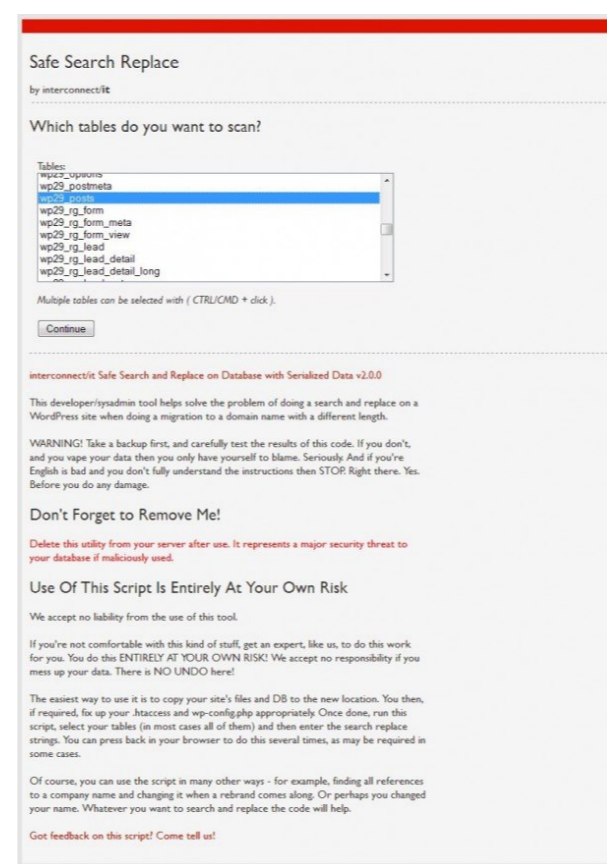 Safe Search Replace
by interconnect/it
Which tables do you want to scan?
Tables:
wp29_options
wp29_postmeta
wp29_posts
wp29_rg_form
wp29_rg_form_meta
wp29_rg_form_view
wp29_rg_lead
wp29_rg_lead_detail
wp29_rg_lead_detail_long
Multiple tables can be selected with ( CTRL/CMD + click ).
Continue
interconnect/it Safe Search and Replace on Database with Serialized Data v2.0.0
This developer/sysadmin tool helps solve the problem of doing a search and replace on a
WordPress site when doing a migration to a domain name with a different length.
WARNING! Take a backup first, and carefully test the results of this code. If you don't,
and you vape your data then you only have yourself to blame. Seriously. And if you're
English is bad and you don't fully understand the instructions then STOP. Right there. Yes.
Before you do any damage.
Don't Forget to Remove Me!
Delete this utility from your server after use. It represents a major security threat to
your database if maliciously used.
Use Of This Script Is Entirely At Your Own Risk
We accept no liability from the use of this tool.
If you're not comfortable with this kind of stuff, get an expert, like us, to do this work
for you. You do this ENTIRELY AT YOUR OWN RISK! We accept no responsibility if you
mess up your data. There is NO UNDO here!
The easiest way to use it is to copy your site's files and DB to the new location. You then,
if required, fix up your .htaccess and wp-config.php appropriately. Once done, run this
script, select your tables (in most cases all of them) and then enter the search replace
strings. You can press back in your browser to do this several times, as may be required in
some cases.
Of course, you can use the script in many other ways - for example, finding all references
to a company name and changing it when a rebrand comes along. Or perhaps you changed
your name. Whatever you want to search and replace the code will help.
Got feedback on this script? Come tell us!